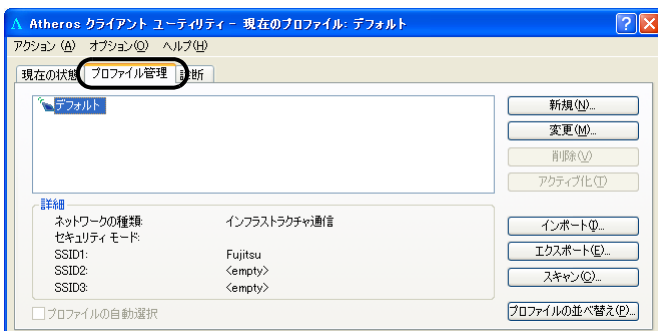 Atheros クライアント ユーティリティ - 現在のプロファイル: デフォルト
アクション (A) オプション(O) ヘルプ(H)
現在の状態 プロファイル管理 診断
デフォルト
新規(N)...
変更(M)...
削除(V)
アクティブ化(T)
詳細
ネットワークの種類: インフラストラクチャ通信
セキュリティ モード:
SSID1: Fujitsu
SSID2: <empty>
SSID3: <empty>
インポート(I)...
エクスポート(E)...
スキャン(C)...
プロファイルの自動選択
プロファイルの並べ替え(P)...